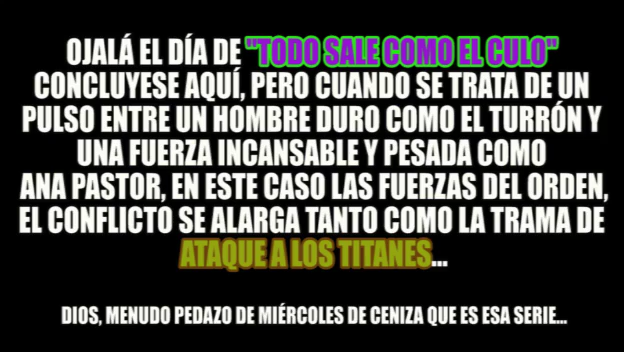 OJALÁ EL DÍA DE "TODO SALE COMO EL CULO"
CONCLUYESE AQUÍ, PERO CUANDO SE TRATA DE UN
PULSO ENTRE UN HOMBRE DURO COMO EL TURRÓN Y
UNA FUERZA INCANSABLE Y PESADA COMO
ANA PASTOR, EN ESTE CASO LAS FUERZAS DEL ORDEN,
EL CONFLICTO SE ALARGA TANTO COMO LA TRAMA DE
ATAQUE A LOS TITANES...
DIOS, MENUDO PEDAZO DE MIÉRCOLES DE CENIZA QUE ES ESA SERIE...